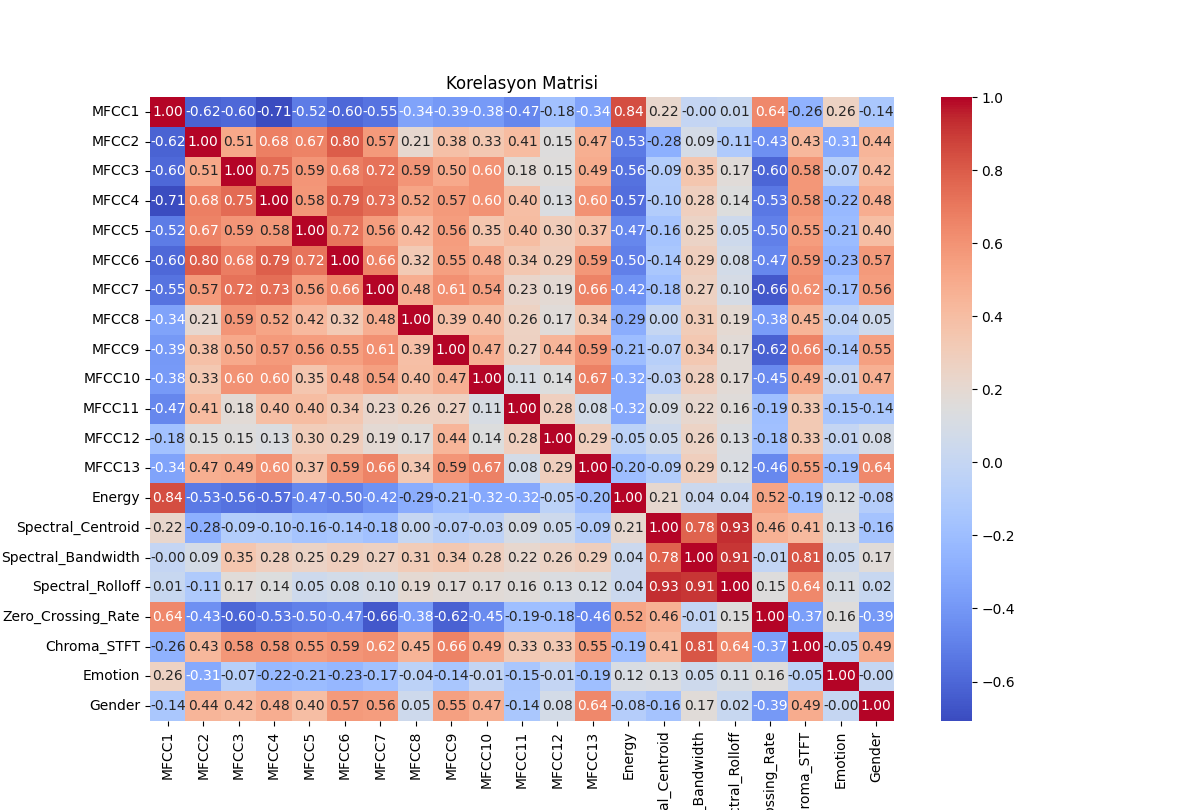 Korelasyon Matrisi
MFCC1 1.00 -0.62 -0.60 -0.71 -0.52 -0.60 -0.55 -0.34 -0.39 -0.38 -0.47 -0.18 -0.34 0.84 0.22 -0.00 0.01 0.64 -0.26 0.26 -0.14
MFCC2 -0.62 1.00 0.51 0.68 0.67 0.80 0.57 0.21 0.38 0.33 0.41 0.15 0.47 -0.53 -0.28 0.09 -0.11 -0.43 0.43 -0.31 0.44
MFCC3 -0.60 0.51 1.00 0.75 0.59 0.68 0.72 0.59 0.50 0.60 0.18 0.15 0.49 -0.56 -0.09 0.35 0.17 -0.60 0.58 -0.07 0.42
MFCC4 -0.71 0.68 0.75 1.00 0.58 0.79 0.73 0.52 0.57 0.60 0.40 0.13 0.60 -0.57 -0.10 0.28 0.14 -0.53 0.58 -0.22 0.48
MFCC5 -0.52 0.67 0.59 0.58 1.00 0.72 0.56 0.42 0.56 0.35 0.40 0.30 0.37 -0.47 -0.16 0.25 0.05 -0.50 0.55 -0.21 0.40
MFCC6 -0.60 0.80 0.68 0.79 0.72 1.00 0.66 0.32 0.55 0.48 0.34 0.29 0.59 -0.50 -0.14 0.29 0.08 -0.47 0.59 -0.23 0.57
MFCC7 -0.55 0.57 0.72 0.73 0.56 0.66 1.00 0.48 0.61 0.54 0.23 0.19 0.66 -0.42 -0.18 0.27 0.10 -0.66 0.62 -0.17 0.56
MFCC8 -0.34 0.21 0.59 0.52 0.42 0.32 0.48 1.00 0.39 0.40 0.26 0.17 0.34 -0.29 0.00 0.31 0.19 -0.38 0.45 -0.04 0.05
MFCC9 -0.39 0.38 0.50 0.57 0.56 0.55 0.61 0.39 1.00 0.47 0.27 0.44 0.59 -0.21 -0.07 0.34 0.17 -0.62 0.66 -0.14 0.55
MFCC10 -0.38 0.33 0.60 0.60 0.35 0.48 0.54 0.40 0.47 1.00 0.11 0.14 0.67 -0.32 -0.03 0.28 0.17 -0.45 0.49 -0.01 0.47
MFCC11 -0.47 0.41 0.18 0.40 0.40 0.34 0.23 0.26 0.27 0.11 1.00 0.28 0.08 -0.32 0.09 0.22 0.16 -0.19 0.33 -0.15 -0.14
MFCC12 -0.18 0.15 0.15 0.13 0.30 0.29 0.19 0.17 0.44 0.14 0.28 1.00 0.29 -0.05 0.05 0.26 0.13 -0.18 0.33 -0.01 0.08
MFCC13 -0.34 0.47 0.49 0.60 0.37 0.59 0.66 0.34 0.59 0.67 0.08 0.29 1.00 -0.20 -0.09 0.29 0.12 -0.46 0.55 -0.19 0.64
Energy 0.84 -0.53 -0.56 -0.57 -0.47 -0.50 -0.42 -0.29 -0.21 -0.32 -0.32 -0.05 -0.20 1.00 0.21 0.04 0.04 0.52 -0.19 0.12 -0.08
Spectral_Centroid 0.22 -0.28 -0.09 -0.10 -0.16 -0.14 -0.18 0.00 -0.07 -0.03 0.09 0.05 -0.09 0.21 1.00 0.78 0.93 0.46 0.41 0.13 -0.16
Spectral_Bandwidth -0.00 0.09 0.35 0.28 0.25 0.29 0.27 0.31 0.34 0.28 0.22 0.26 0.29 0.04 0.78 1.00 0.91 -0.01 0.81 0.05 0.17
Spectral_Rolloff 0.01 -0.11 0.17 0.14 0.05 0.08 0.10 0.19 0.17 0.17 0.16 0.13 0.12 0.04 0.93 0.91 1.00 0.15 0.64 0.11 0.02
Zero_Crossing_Rate 0.64 -0.43 -0.60 -0.53 -0.50 -0.47 -0.66 -0.38 -0.62 -0.45 -0.19 -0.18 -0.46 0.52 0.46 -0.01 0.15 1.00 -0.37 0.16 -0.39
Chroma_STFT -0.26 0.43 0.58 0.58 0.55 0.59 0.62 0.45 0.66 0.49 0.33 0.33 0.55 -0.19 0.41 0.81 0.64 -0.37 1.00 -0.05 0.49
Emotion 0.26 -0.31 -0.07 -0.22 -0.21 -0.23 -0.17 -0.04 -0.14 -0.01 -0.15 -0.01 -0.19 0.12 0.13 0.05 0.11 0.16 -0.05 1.00 -0.00
Gender -0.14 0.44 0.42 0.48 0.40 0.57 0.56 0.05 0.55 0.47 -0.14 0.08 0.64 -0.08 -0.16 0.17 0.02 -0.39 0.49 -0.00 1.00
MFCC1
MFCC2
MFCC3
MFCC4
MFCC5
MFCC6
MFCC7
MFCC8
MFCC9
MFCC10
MFCC11
MFCC12
MFCC13
Energy
al_Centroid
_Bandwidth
ctral_Rolloff
ossing_Rate
roma_STFT
Emotion
Gender
1.0
0.8
0.6
0.4
0.2
0.0
−0.2
−0.4
−0.6